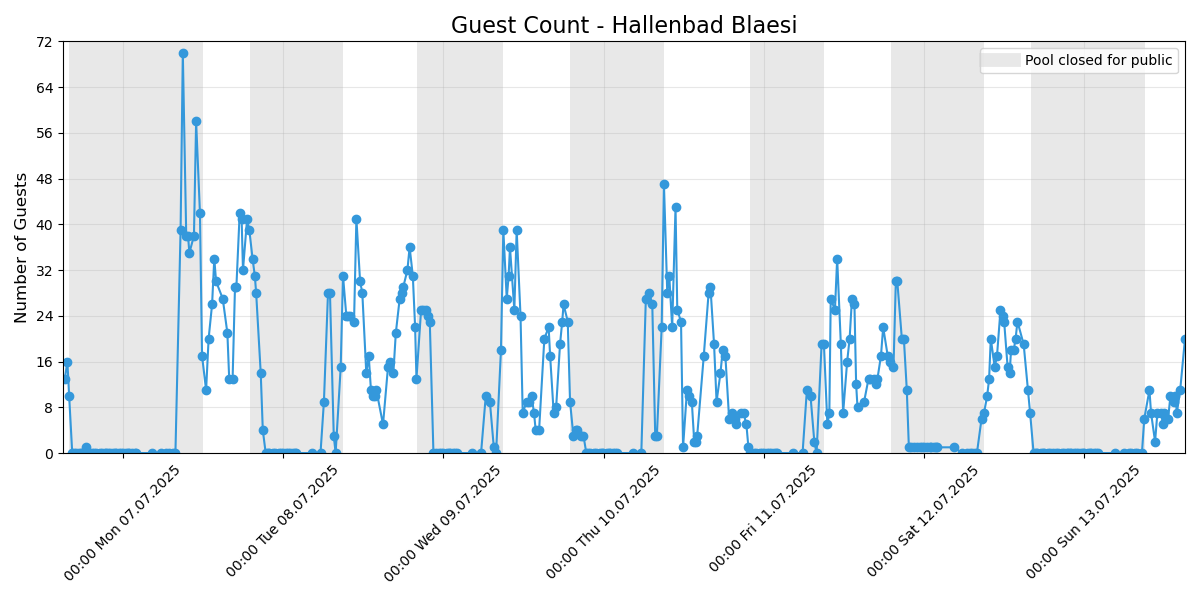 Guest Count - Hallenbad Blaesi
Pool closed for public
Number of Guests
72
64
56
48
40
32
24
16
8
0
00:00 Mon 07.07.2025
00:00 Tue 08.07.2025
00:00 Wed 09.07.2025
00:00 Thu 10.07.2025
00:00 Fri 11.07.2025
00:00 Sat 12.07.2025
00:00 Sun 13.07.2025